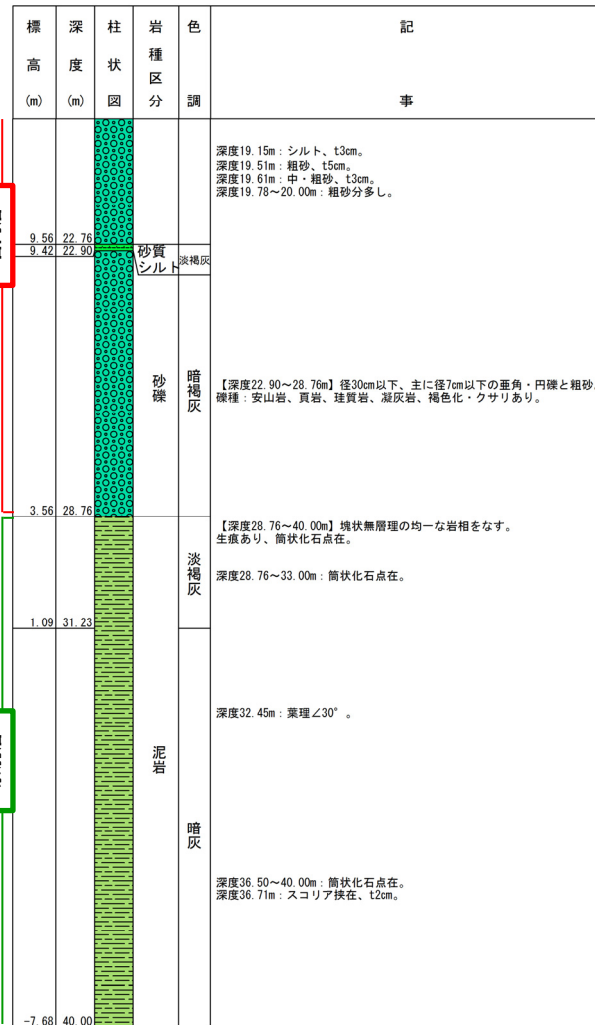 標高(m)
深度(m)
柱状図
岩種区分
色調
記事
深度19.15m：シルト、t3cm。
深度19.51m：粗砂、t5cm。
深度19.61m：中・粗砂、t3cm。
深度19.78～20.00m：粗砂分多し。
9.56 22.76
9.42 22.90
砂質
シルト
淡褐灰
砂礫
暗褐灰
【深度22.90～28.76m】径30cm以下、主に径7cm以下の亜角・円礫と粗砂。
礫種：安山岩、頁岩、珪質岩、凝灰岩、褐色化・クサリあり。
3.56 28.76
【深度28.76～40.00m】塊状無層理の均一な岩相をなす。
生痕あり、筒状化石点在。
淡褐灰
深度28.76～33.00m：筒状化石点在。
1.09 31.23
深度32.45m：葉理∠30°。
泥岩
暗灰
深度36.50～40.00m：筒状化石点在。
深度36.71m：スコリア挟在、t2cm。
-7.68 40.00